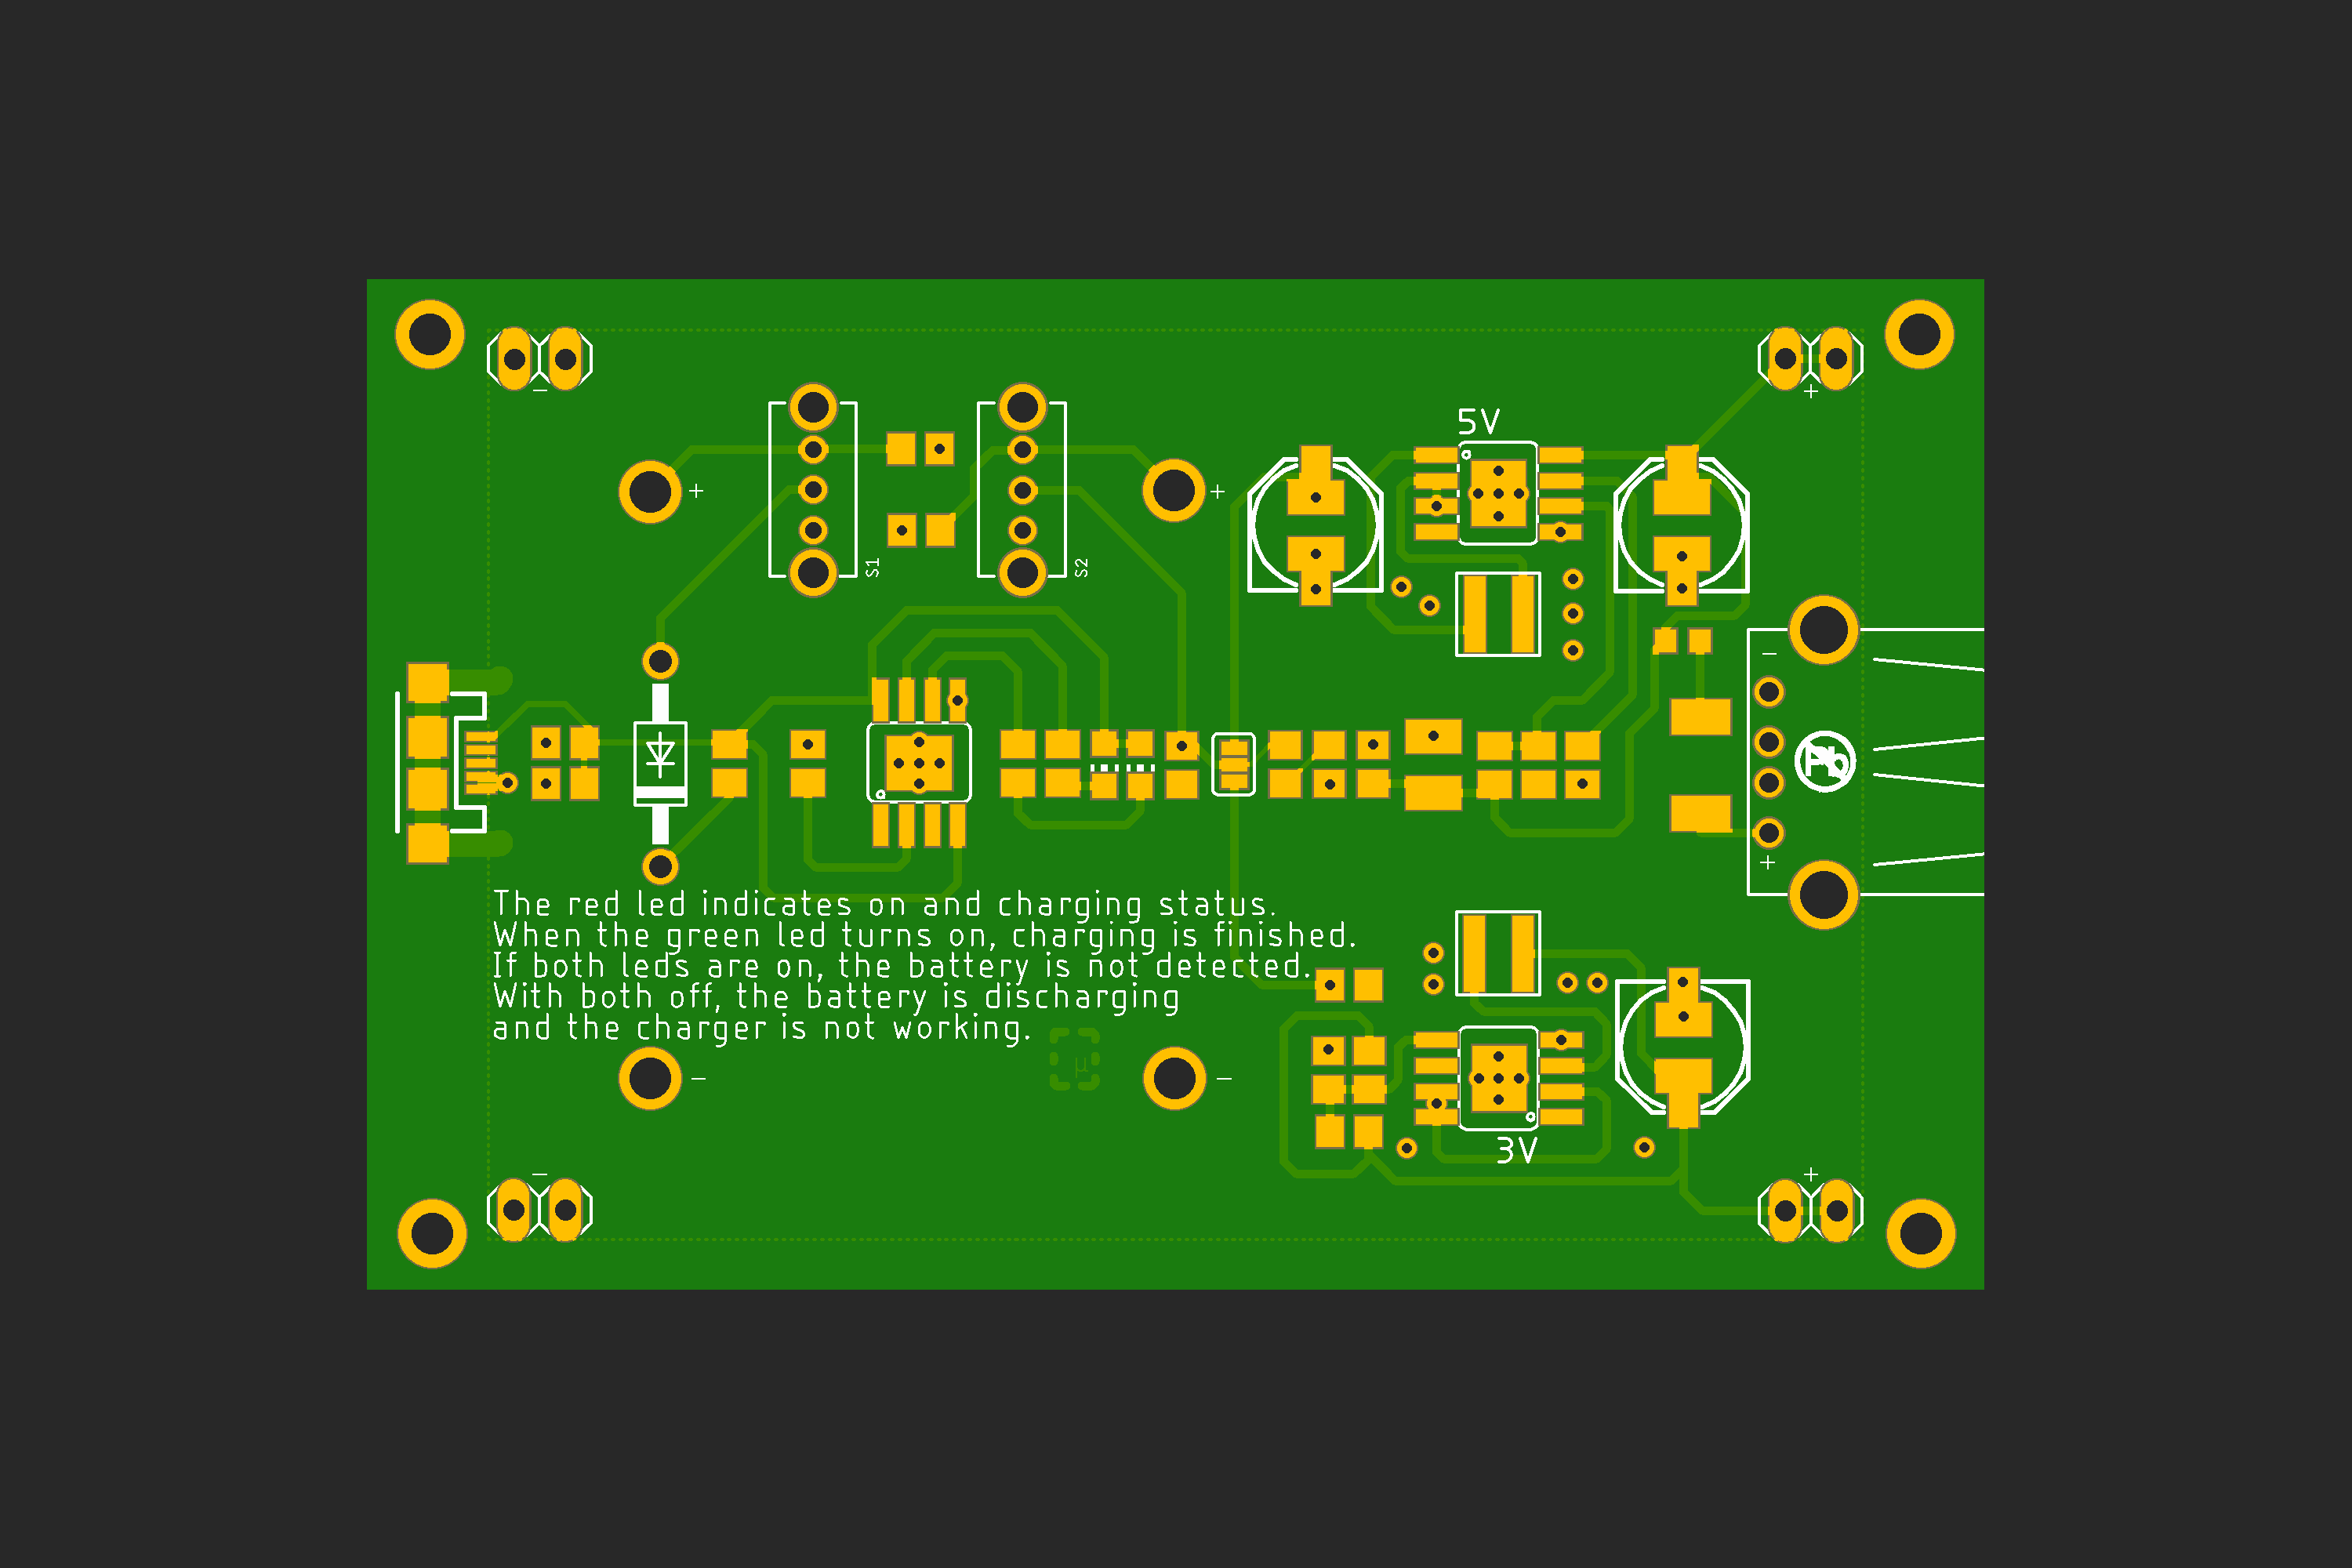 5V
S1
S2
The red led indicates on and charging status.
When the green led turns on, charging is finished.
If both leds are on, the battery is not detected.
With both off, the battery is discharging
and the charger is not working.
µ
3V